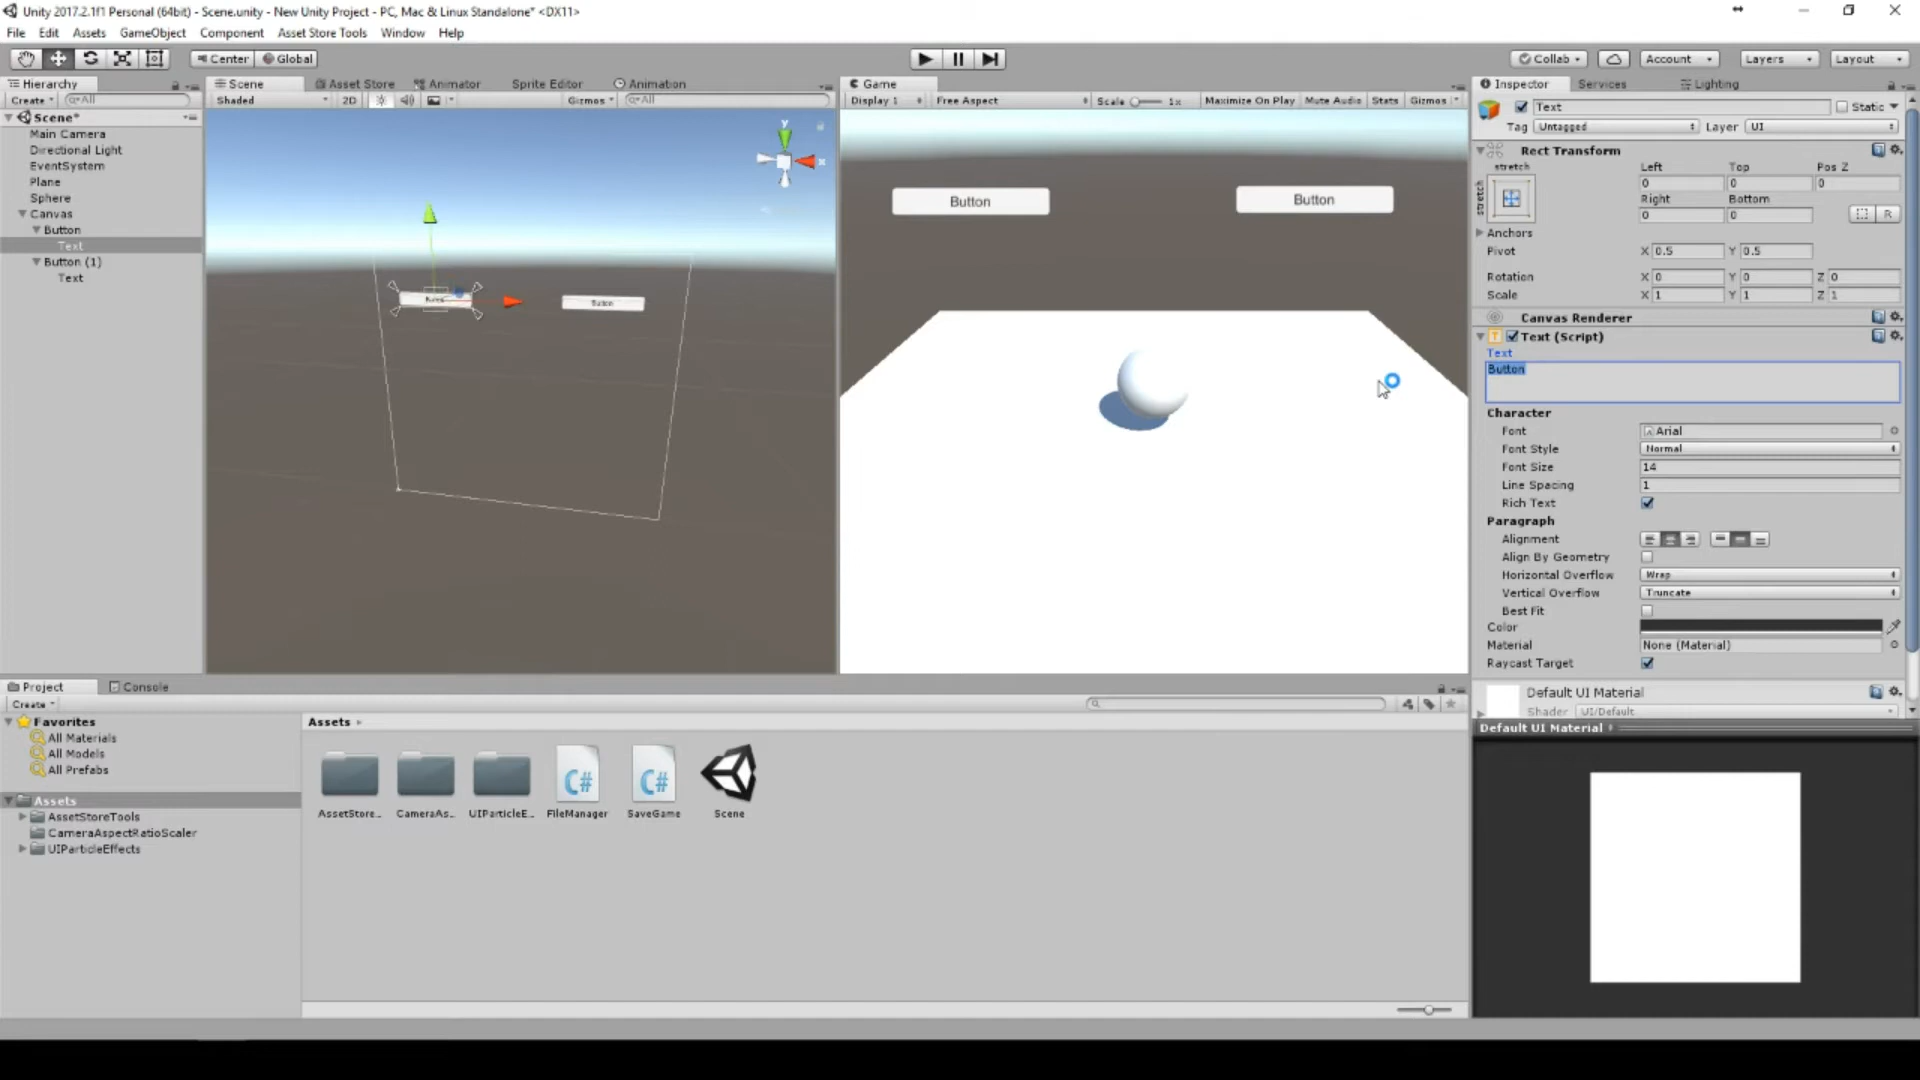 Unity 2017.2.1f1 Personal (64bit) - Scene.unity - New Unity Project - PC, Mac & Linux Standalone* <DX11>
File Edit Assets GameObject Component Asset Store Tools Window Help
Center Global Collab Account Layers Layout
Hierarchy Scene Asset Store Animator Sprite Editor Animation Game Inspector Services Lighting
Create All Shaded 2D Gizmos All Display 1 Free Aspect Scale 1x Maximize On Play Mute Audio Stats Gizmos
Text Static
Scene*
Tag Untagged Layer UI
Main Camera
Directional Light
EventSystem
Plane
Sphere
Canvas
Button
Text
Button (1)
Text
y
x
Button
Button
Button
Button
Rect Transform
stretch Left Top Pos Z
stretch 0 0 0
Right Bottom
0 0 R
Anchors
Pivot X 0.5 Y 0.5
Rotation X 0 Y 0 Z 0
Scale X 1 Y 1 Z 1
Canvas Renderer
Text (Script)
Text
Button
Character
Font Arial
Font Style Normal
Font Size 14
Line Spacing 1
Rich Text
Paragraph
Alignment
Align By Geometry
Horizontal Overflow Wrap
Vertical Overflow Truncate
Best Fit
Color
Material None (Material)
Raycast Target
Default UI Material
Shader UI/Default
Default UI Material
Project Console
Create
Favorites
All Materials
All Models
All Prefabs
Assets
AssetStoreTools
CameraAspectRatioScaler
UIParticleEffects
Assets
C# C#
AssetStore... CameraAs... UIParticleE... FileManager SaveGame Scene